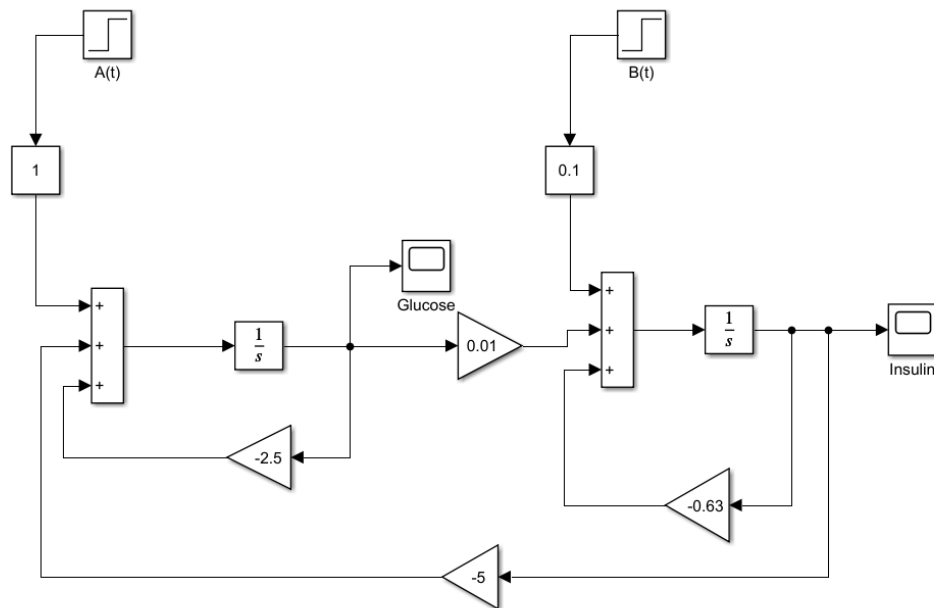 A(t)
B(t)
1
0.1
Glucose
+
+
+
1
s
0.01
+
+
+
1
s
Insulin
-2.5
-0.63
-5